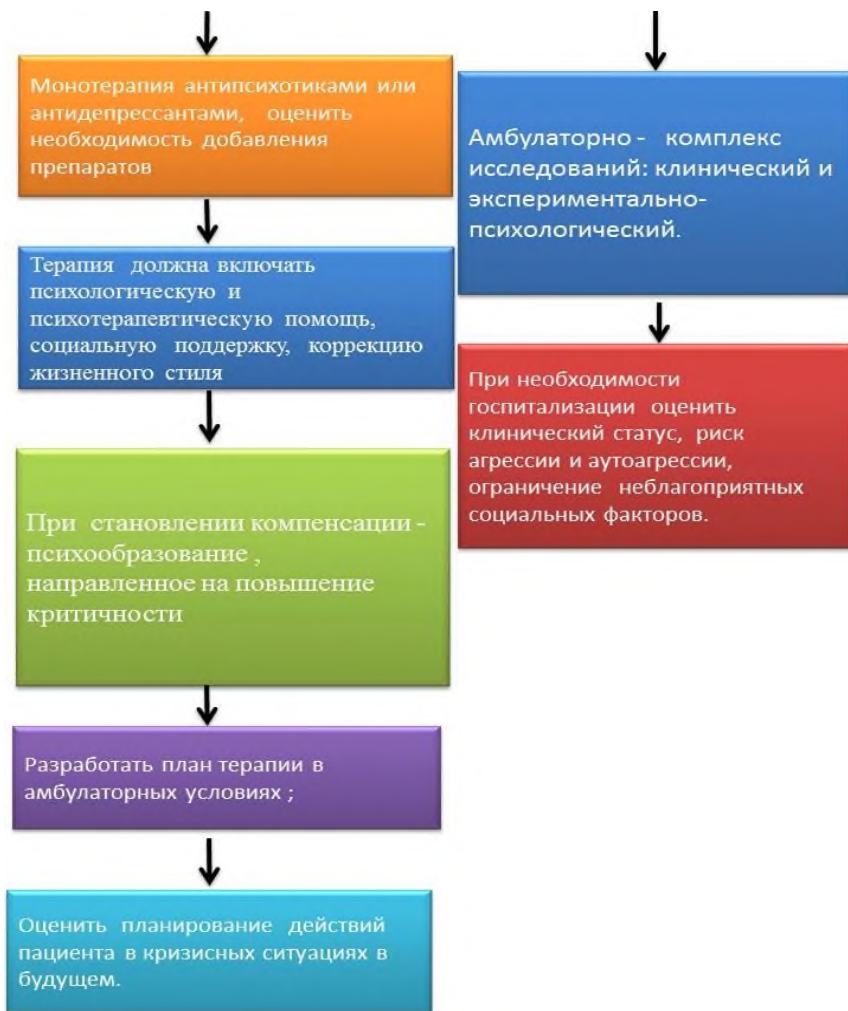 Монотерапия антипсихотиками или
антидепрессантами, оценить
необходимость добавления
препаратов
Терапия должна включать
психологическую и
психотерапевтическую помощь,
социальную поддержку, коррекцию
жизненного стиля
При становлении компенсации -
психообразование ,
направленное на повышение
критичности
Разработать план терапии в
амбулаторных условиях ;
Оценить планирование действий
пациента в кризисных ситуациях в
будущем.
Амбулаторно - комплекс
исследований: клинический и
экспериментально-
психологический.
При необходимости
госпитализации оценить
клинический статус, риск
агрессии и аутоагрессии,
ограничение неблагоприятных
социальных факторов.